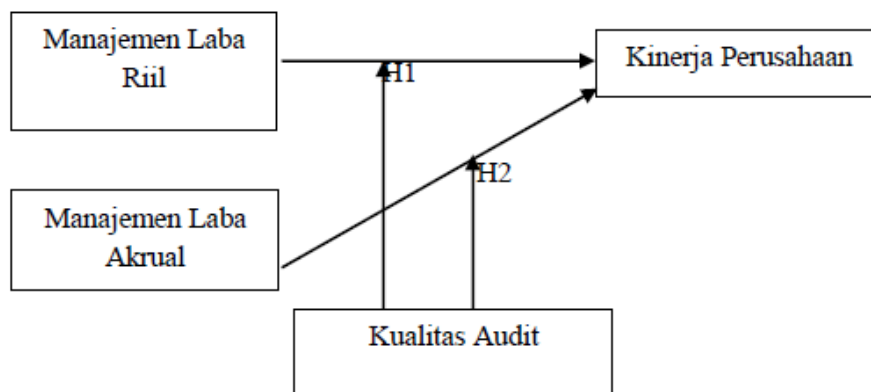 Manajemen Laba
Riil
Kinerja Perusahaan
H1
H2
Manajemen Laba
Akrual
Kualitas Audit